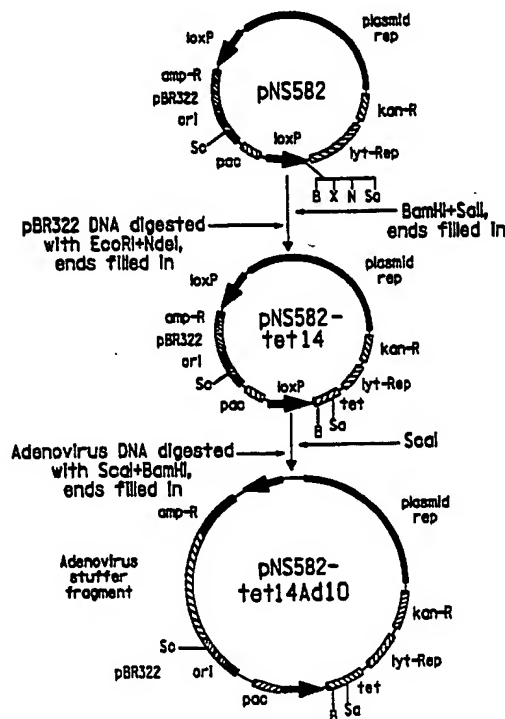 plasmid
rep
loxP
amp-R
pBR322
ori
Sc
pac
pNS582
loxP
kan-R
lyt-Rep
B X N Sa
pBR322 DNA digested
with EcoRI+NdeI,
ends filled in
BamHI+SalI,
ends filled in
plasmid
rep
loxP
amp-R
pBR322
ori
Sc
pac
pNS582-
tet14
loxP
kan-R
lyt-Rep
tet
B
Sa
Adenovirus DNA digested
with ScaI+BamHI,
ends filled in
ScaI
plasmid
rep
amp-R
Adenovirus
stuffer
fragment
pNS582-
tet14Ad10
kan-R
lyt-Rep
Sc
pBR322
ori
pac
tet
B
Sa